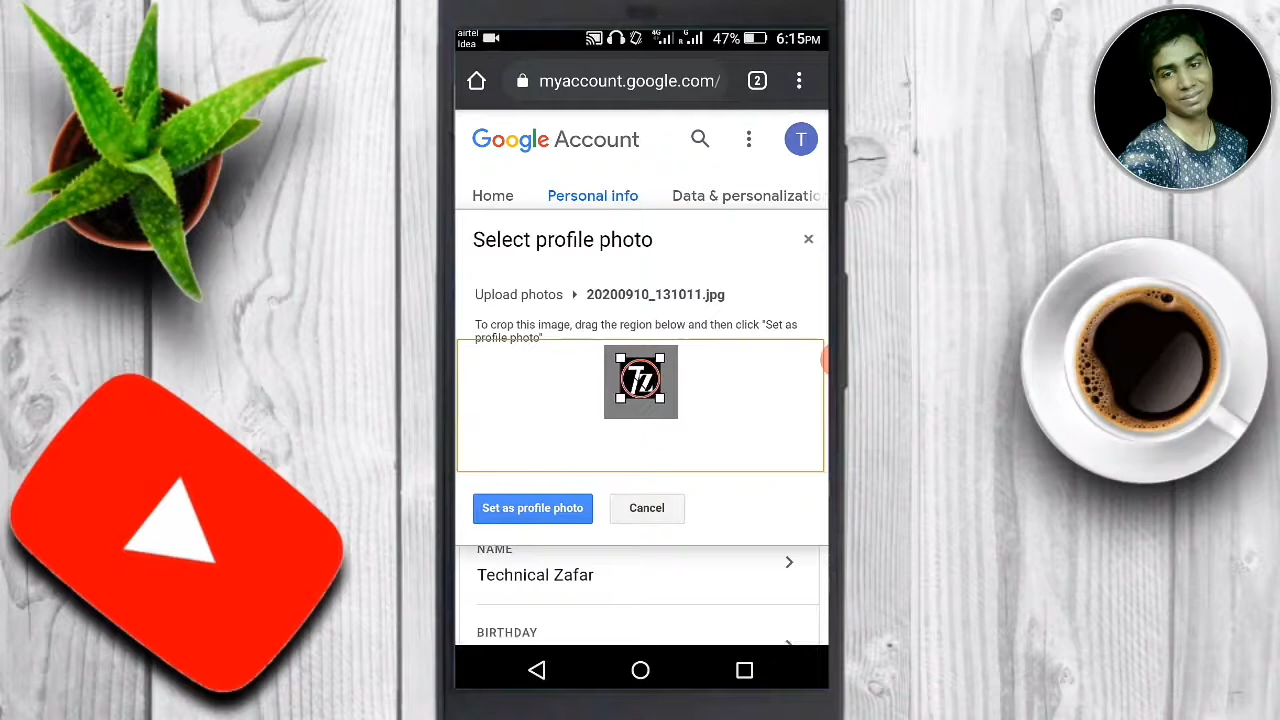 airtel
Idea
4G
R
G
47%
6:15PM
myaccount.google.com/
2
Google Account
T
Home
Personal info
Data & personalizatio
Select profile photo
×
Upload photos
20200910_131011.jpg
To crop this image, drag the region below and then click "Set as
profile photo"
TZ
Set as profile photo
Cancel
NAME
Technical Zafar
BIRTHDAY